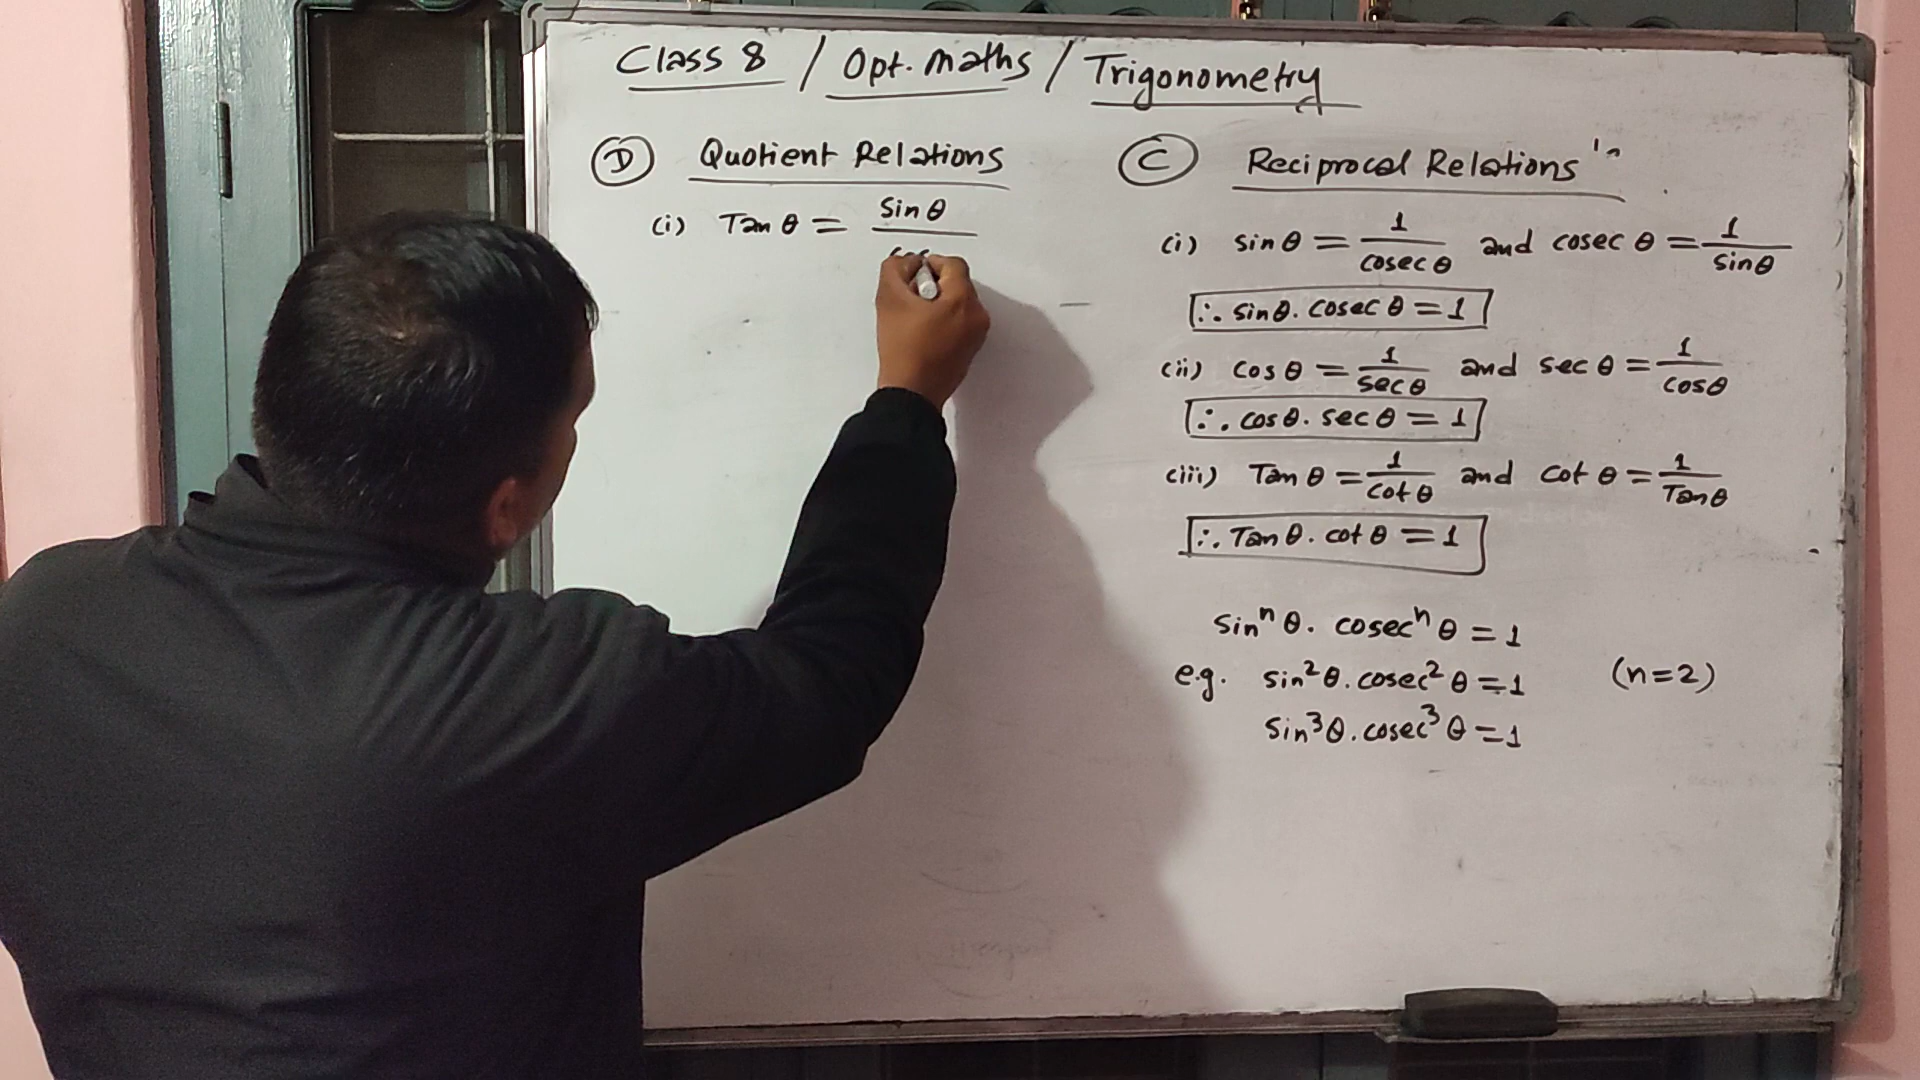 Class 8 / Opt. Maths / Trigonometry
(D) Quotient Relations
(i) Tan θ = Sin θ / cos
(C) Reciprocal Relations
(i) sin θ = 1 / cosec θ and cosec θ = 1 / sin θ
∴ sin θ . cosec θ = 1
(ii) cos θ = 1 / sec θ and sec θ = 1 / cos θ
∴ cos θ . sec θ = 1
(iii) Tan θ = 1 / cot θ and cot θ = 1 / Tan θ
∴ Tan θ . cot θ = 1
sinⁿ θ . cosecⁿ θ = 1
e.g. sin² θ . cosec² θ = 1 (n=2)
sin³ θ . cosec³ θ = 1